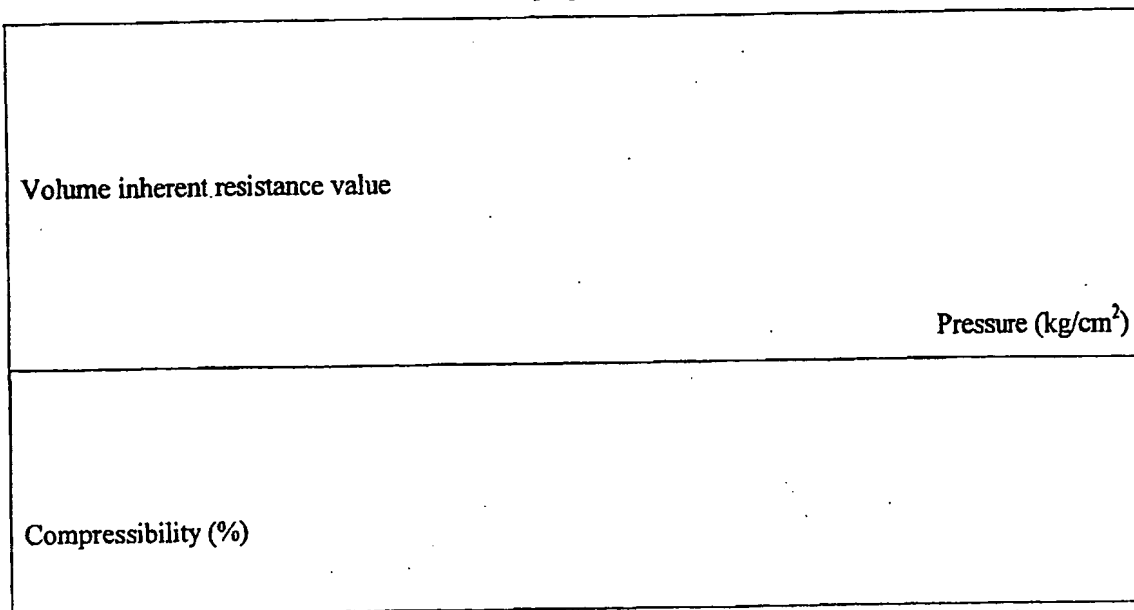 Volume inherent resistance value
Pressure (kg/cm²)
Compressibility (%)